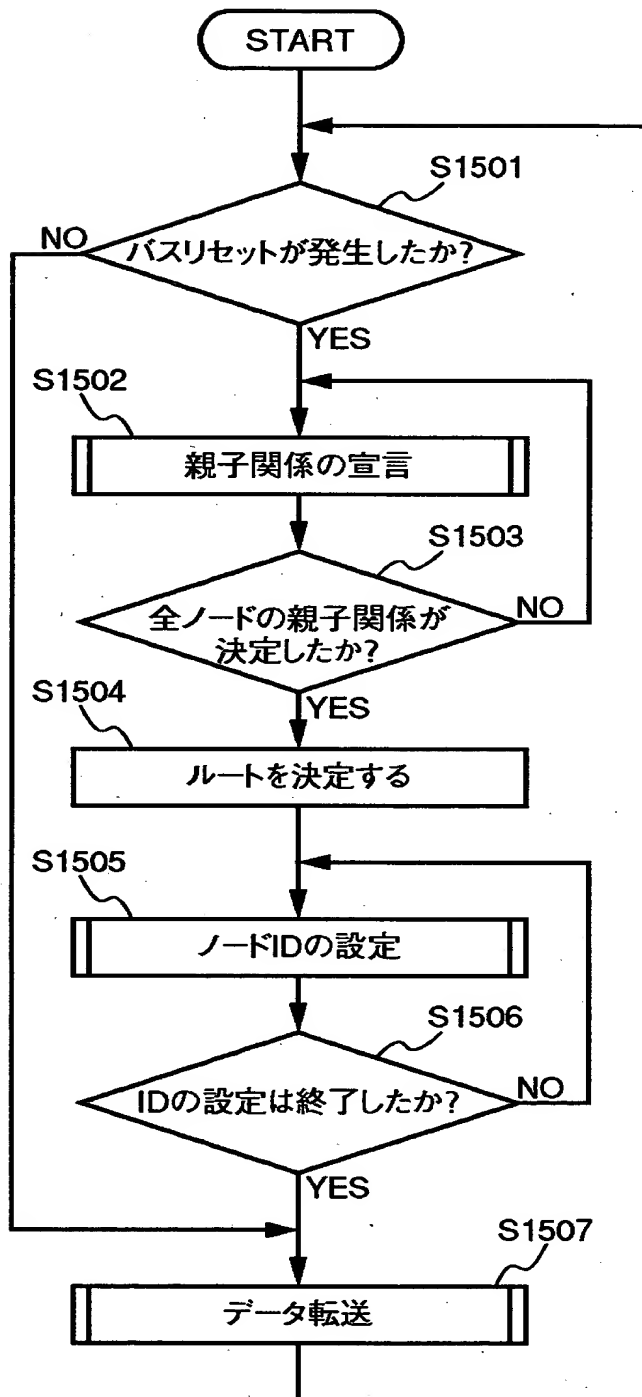 START
S1501
バスリセットが発生したか?
NO
YES
S1502
親子関係の宣言
S1503
全ノードの親子関係が
決定したか?
NO
YES
S1504
ルートを決定する
S1505
ノードIDの設定
S1506
IDの設定は終了したか?
NO
YES
S1507
データ転送